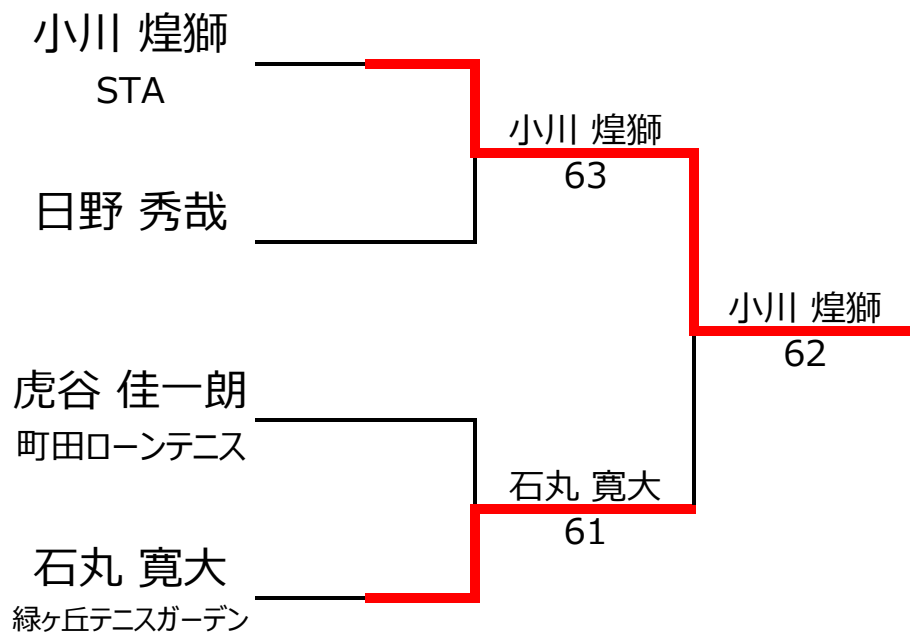 小川 煌獅
STA
日野 秀哉
虎谷 佳一朗
町田ローンテニス
石丸 寛大
緑ヶ丘テニスガーデン
小川 煌獅
63
石丸 寛大
61
小川 煌獅
62